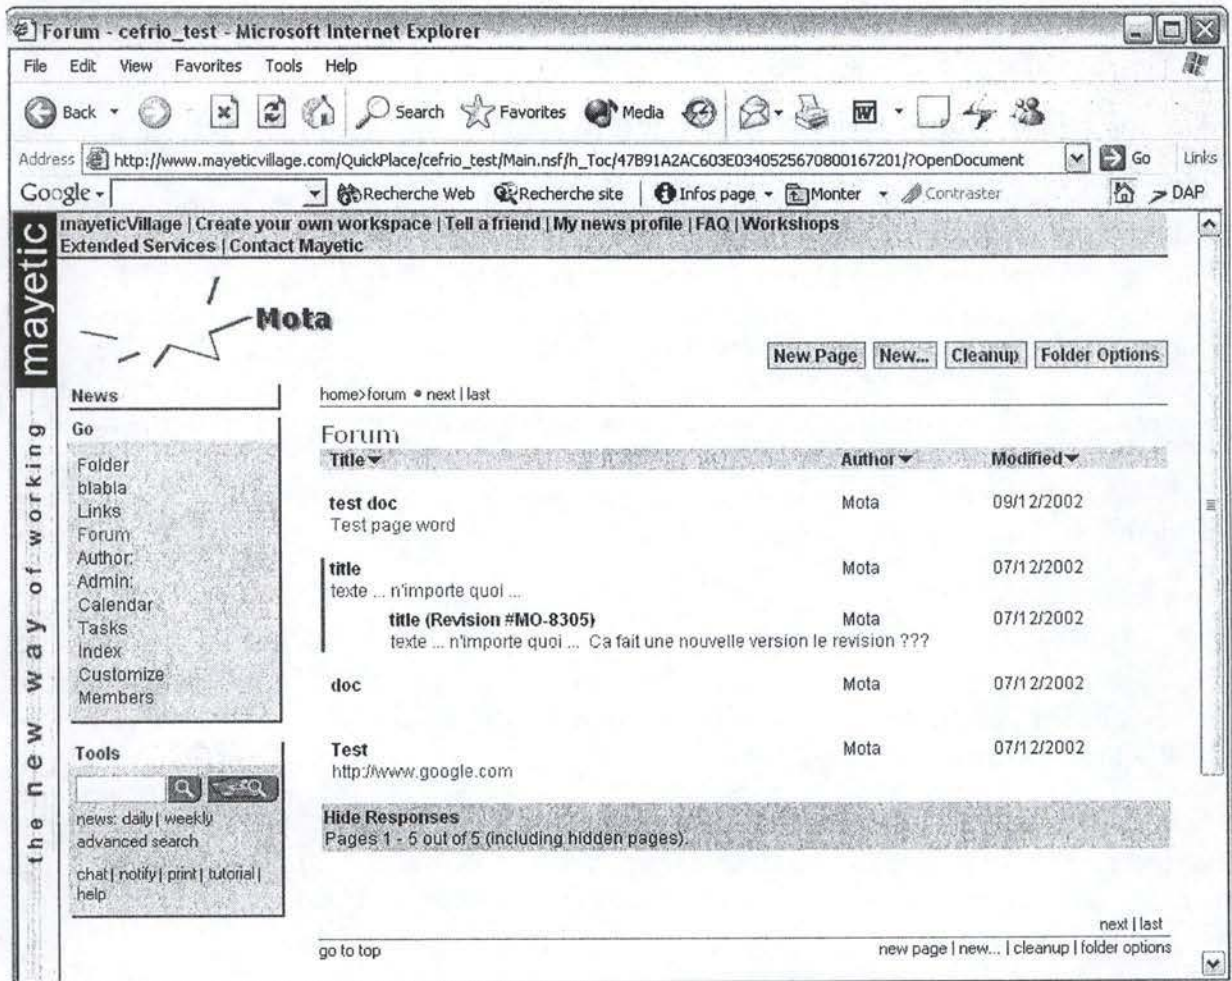 Forum - cefrio_test - Microsoft Internet Explorer
File Edit View Favorites Tools Help
Back Search Favorites Media
Address http://www.mayeticvillage.com/QuickPlace/cefrio_test/Main.nsf/h_Toc/47B91A2AC603E0340525670800167201/?OpenDocument Go Links
Google Recherche Web Recherche site Infos page Monter Contraster DAP
mayetic
the new way of working
mayeticVillage | Create your own workspace | Tell a friend | My news profile | FAQ | Workshops
Extended Services | Contact Mayetic
Mota
New Page New... Cleanup Folder Options
News
Go
Folder
blabla
Links
Forum
Author:
Admin:
Calendar
Tasks
Index
Customize
Members
Tools
news: daily | weekly
advanced search
chat | notify | print | tutorial |
help
home>forum • next | last
Forum
Title Author Modified
test doc Mota 09/12/2002
Test page word
title Mota 07/12/2002
texte ... n'importe quoi ...
title (Revision #MO-8305) Mota 07/12/2002
texte ... n'importe quoi ... Ca fait une nouvelle version le revision ???
doc Mota 07/12/2002
Test Mota 07/12/2002
http://www.google.com
Hide Responses
Pages 1 - 5 out of 5 (including hidden pages).
next | last
go to top new page | new... | cleanup | folder options